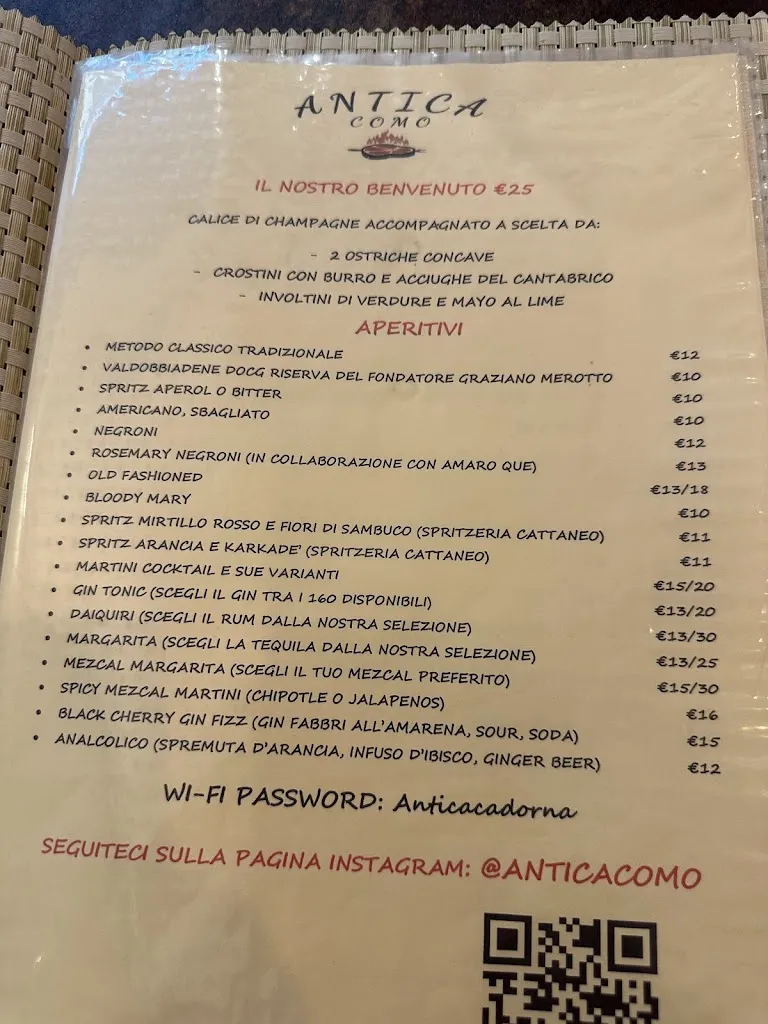 ANTICA
COMO
IL NOSTRO BENVENUTO €25
CALICE DI CHAMPAGNE ACCOMPAGNATO A SCELTA DA:
- 2 OSTRICHE CONCAVE
- CROSTINI CON BURRO E ACCIUGHE DEL CANTABRICO
- INVOLTINI DI VERDURE E MAYO AL LIME
APERITIVI
• METODO CLASSICO TRADIZIONALE €12
• VALDOBBIADENE DOCG RISERVA DEL FONDATORE GRAZIANO MEROTTO €10
• SPRITZ APEROL O BITTER €10
• AMERICANO, SBAGLIATO €10
• NEGRONI €12
• ROSEMARY NEGRONI (IN COLLABORAZIONE CON AMARO QUE) €13
• OLD FASHIONED €13/18
• BLOODY MARY €10
• SPRITZ MIRTILLO ROSSO E FIORI DI SAMBUCO (SPRITZERIA CATTANEO) €11
• SPRITZ ARANCIA E KARKADE' (SPRITZERIA CATTANEO) €11
• MARTINI COCKTAIL E SUE VARIANTI €15/20
• GIN TONIC (SCEGLI IL GIN TRA I 160 DISPONIBILI) €13/20
• DAIQUIRI (SCEGLI IL RUM DALLA NOSTRA SELEZIONE) €13/30
• MARGARITA (SCEGLI LA TEQUILA DALLA NOSTRA SELEZIONE) €13/25
• MEZCAL MARGARITA (SCEGLI IL TUO MEZCAL PREFERITO) €15/30
• SPICY MEZCAL MARTINI (CHIPOTLE O JALAPENOS) €16
• BLACK CHERRY GIN FIZZ (GIN FABBRI ALL'AMARENA, SOUR, SODA) €15
• ANALCOLICO (SPREMUTA D'ARANCIA, INFUSO D'IBISCO, GINGER BEER) €12
WI-FI PASSWORD: Anticacadorna
SEGUITECI SULLA PAGINA INSTAGRAM: @ANTICACOMO